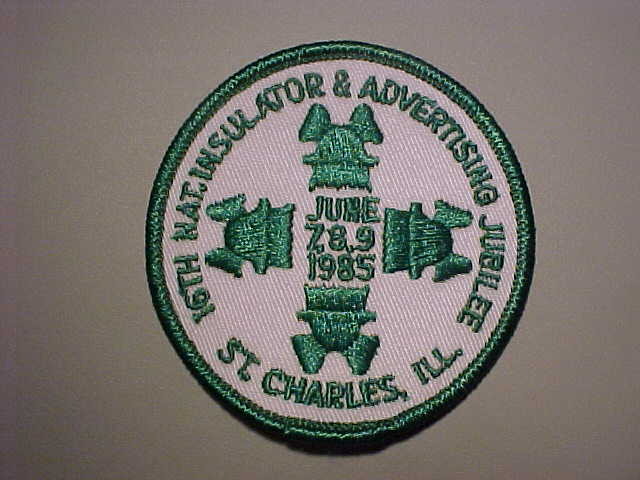 16TH NAT. INSULATOR & ADVERTISING JUBILEE
JUNE
7,8,9
1985
ST. CHARLES, ILL.